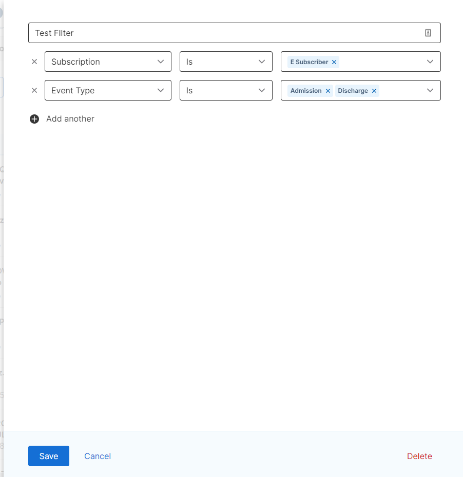 Test Filter
Subscription Is E Subscriber
Event Type Is Admission Discharge
Add another
Save Cancel Delete